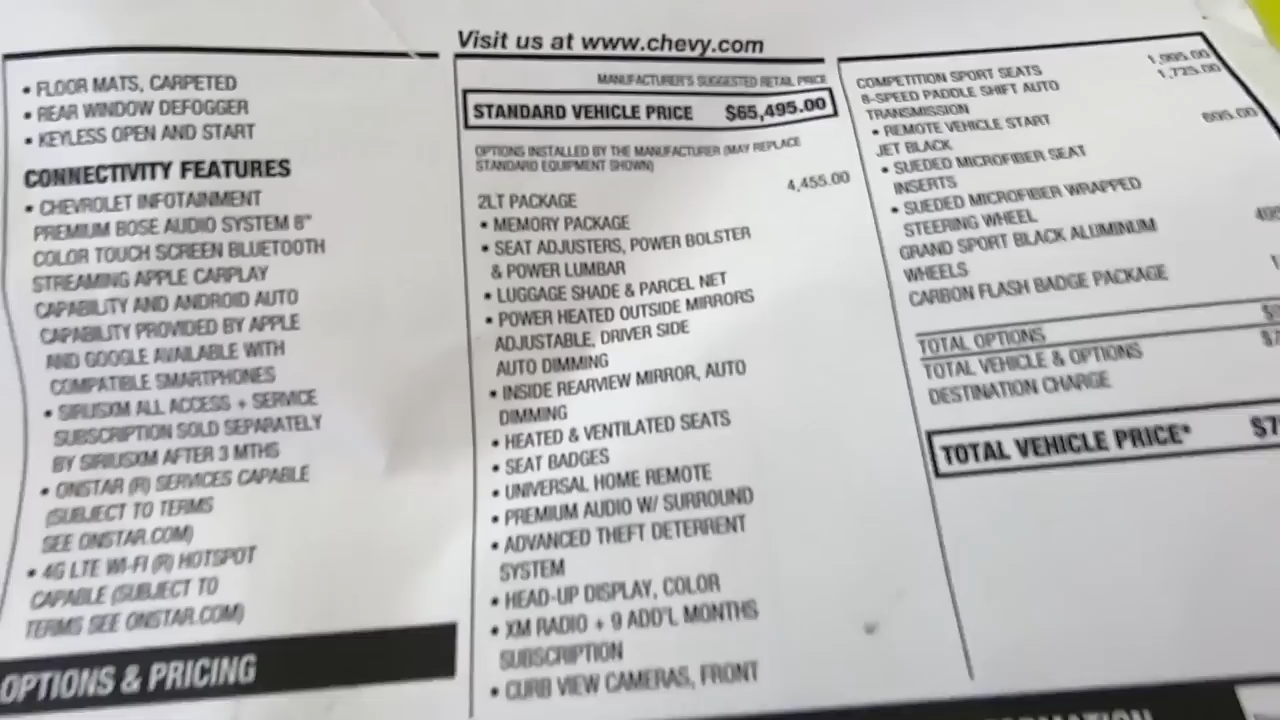 Visit us at www.chevy.com
• FLOOR MATS, CARPETED
• REAR WINDOW DEFOGGER
• KEYLESS OPEN AND START
CONNECTIVITY FEATURES
• CHEVROLET INFOTAINMENT
PREMIUM BOSE AUDIO SYSTEM 8"
COLOR TOUCH SCREEN BLUETOOTH
STREAMING APPLE CARPLAY
CAPABILITY AND ANDROID AUTO
CAPABILITY PROVIDED BY APPLE
AND GOOGLE AVAILABLE WITH
COMPATIBLE SMARTPHONES
• SIRIUSXM ALL ACCESS + SERVICE
SUBSCRIPTION SOLD SEPARATELY
BY SIRIUSXM AFTER 3 MTHS
• ONSTAR (R) SERVICES CAPABLE
(SUBJECT TO TERMS
SEE ONSTAR.COM)
• 4G LTE WI-FI (R) HOTSPOT
CAPABLE (SUBJECT TO
TERMS SEE ONSTAR.COM)
OPTIONS & PRICING
MANUFACTURER'S SUGGESTED RETAIL PRICE
STANDARD VEHICLE PRICE $65,495.00
OPTIONS INSTALLED BY THE MANUFACTURER (MAY REPLACE
STANDARD EQUIPMENT SHOWN)
2LT PACKAGE 4,455.00
• MEMORY PACKAGE
• SEAT ADJUSTERS, POWER BOLSTER
& POWER LUMBAR
• LUGGAGE SHADE & PARCEL NET
• POWER HEATED OUTSIDE MIRRORS
ADJUSTABLE, DRIVER SIDE
AUTO DIMMING
• INSIDE REARVIEW MIRROR, AUTO
DIMMING
• HEATED & VENTILATED SEATS
• SEAT BADGES
• UNIVERSAL HOME REMOTE
• PREMIUM AUDIO W/ SURROUND
• ADVANCED THEFT DETERRENT
SYSTEM
• HEAD-UP DISPLAY, COLOR
• XM RADIO + 9 ADD'L MONTHS
SUBSCRIPTION
• CURB VIEW CAMERAS, FRONT
COMPETITION SPORT SEATS 1,995.00
8-SPEED PADDLE SHIFT AUTO 1,725.00
TRANSMISSION
• REMOTE VEHICLE START
JET BLACK 695.00
• SUEDED MICROFIBER SEAT
INSERTS
• SUEDED MICROFIBER WRAPPED
STEERING WHEEL
GRAND SPORT BLACK ALUMINUM
WHEELS
CARBON FLASH BADGE PACKAGE
TOTAL OPTIONS
TOTAL VEHICLE & OPTIONS
DESTINATION CHARGE
TOTAL VEHICLE PRICE*